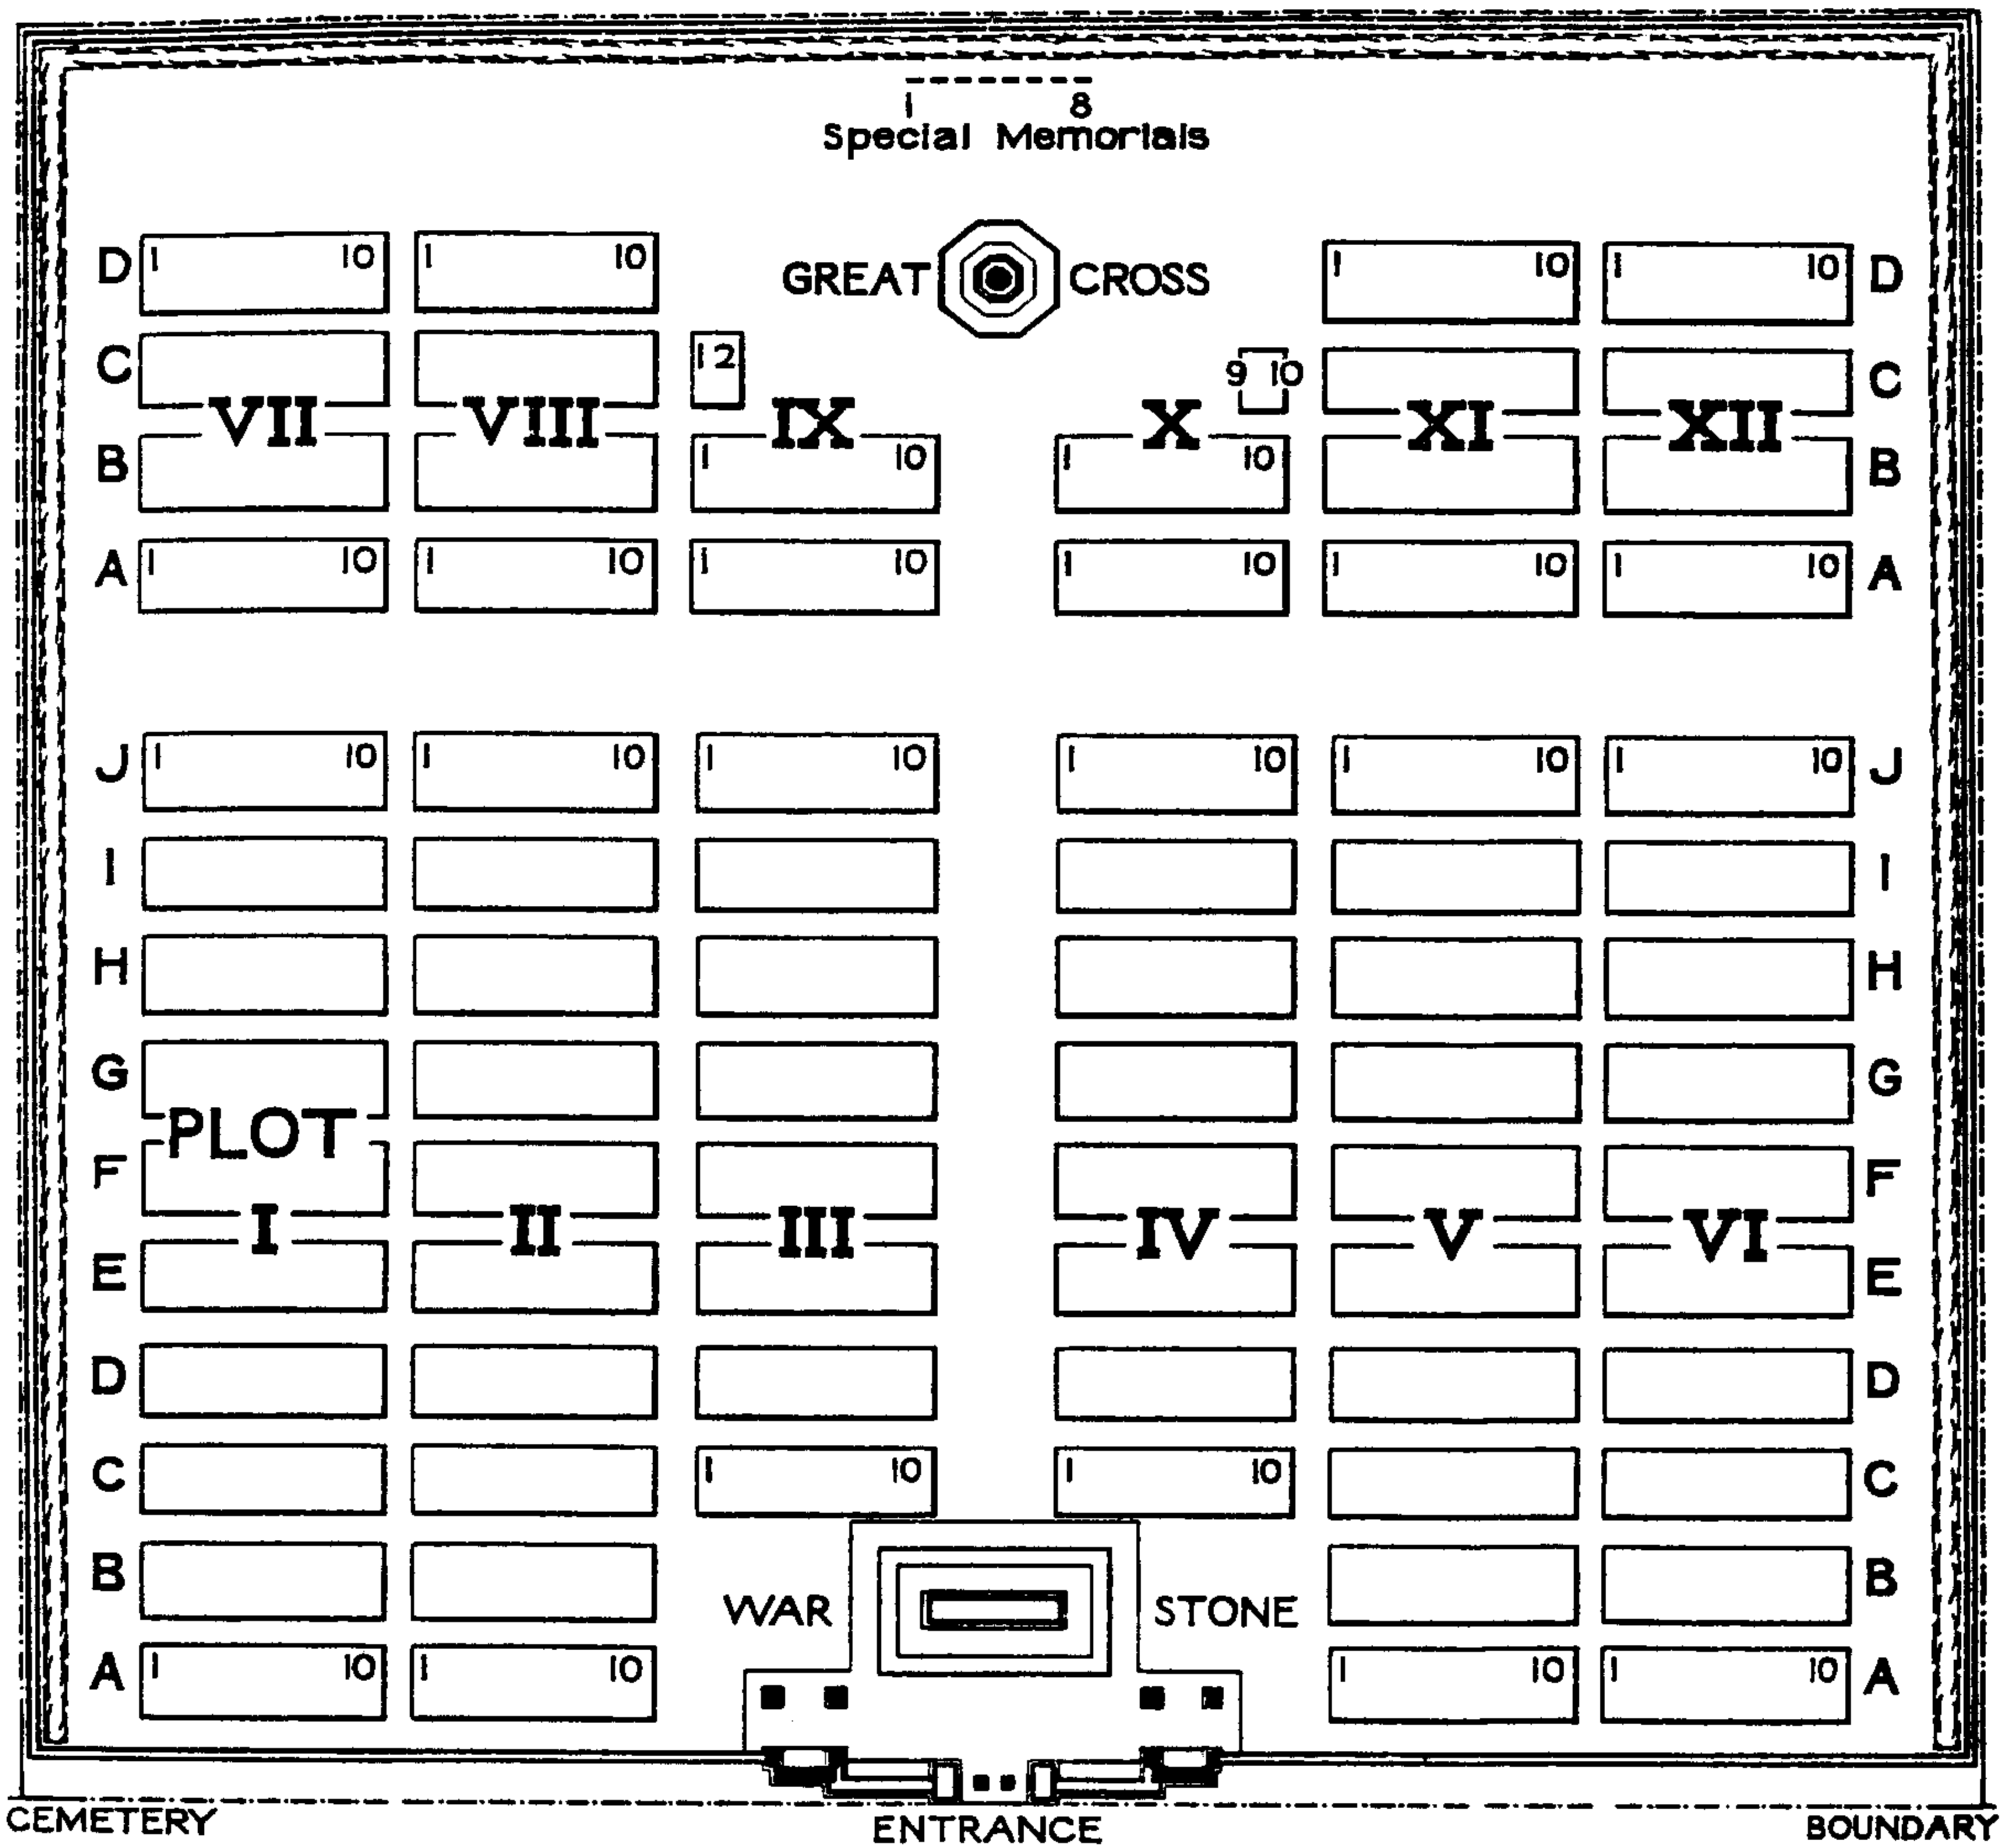 1 8
Special Memorials
D 1 10 1 10 GREAT CROSS 1 10 1 10 D
C 12 9 10 C
VII VIII IX X XI XII
B 1 10 1 10 B
A 1 10 1 10 1 10 1 10 1 10 1 10 A
J 1 10 1 10 1 10 1 10 1 10 1 10 J
I I
H H
G G
PLOT
F F
I II III IV V VI
E E
D D
C 1 10 1 10 C
B B
WAR STONE
A 1 10 1 10 1 10 1 10 A
CEMETERY ENTRANCE BOUNDARY